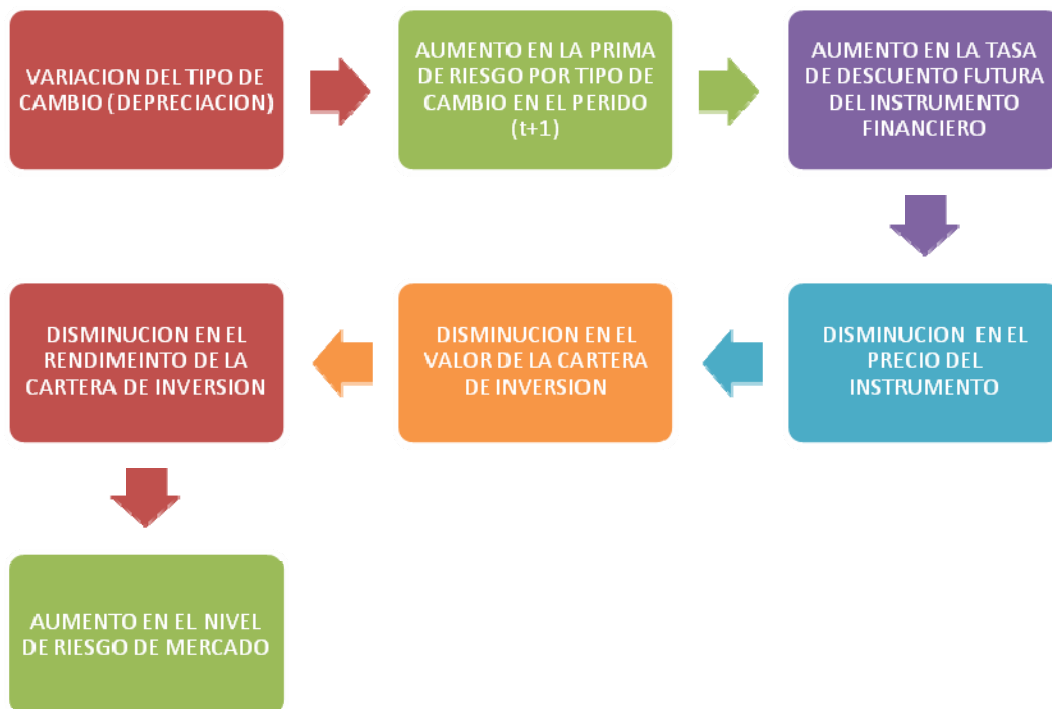 VARIACION DEL TIPO DE
CAMBIO (DEPRECIACION)
AUMENTO EN LA PRIMA
DE RIESGO POR TIPO DE
CAMBIO EN EL PERIDO
(t+1)
AUMENTO EN LA TASA
DE DESCUENTO FUTURA
DEL INSTRUMENTO
FINANCIERO
DISMINUCION EN EL
PRECIO DEL
INSTRUMENTO
DISMINUCION EN EL
VALOR DE LA CARTERA
DE INVERSION
DISMINUCION EN EL
RENDIMEINTO DE LA
CARTERA DE INVERSION
AUMENTO EN EL NIVEL
DE RIESGO DE MERCADO